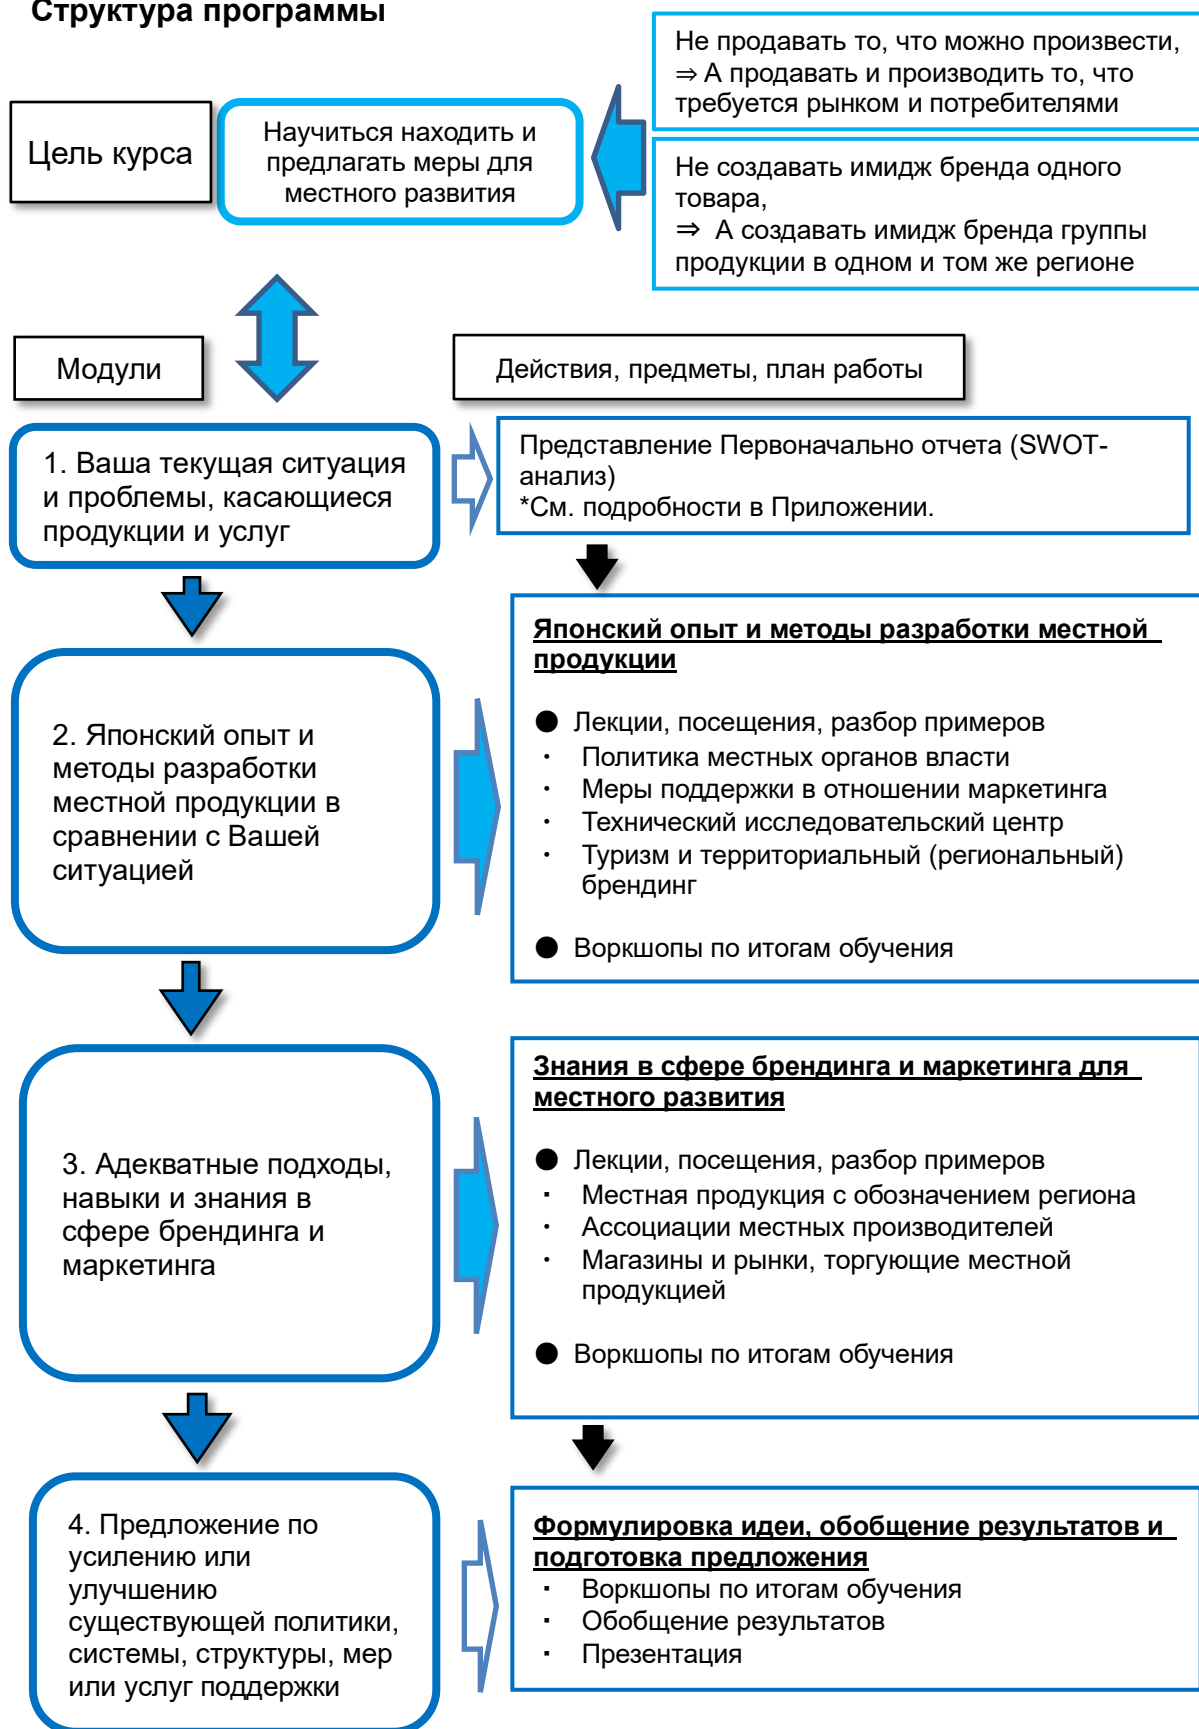 Структура программы
Не продавать то, что можно произвести,
⇒ А продавать и производить то, что
требуется рынком и потребителями
Цель курса
Научиться находить и
предлагать меры для
местного развития
Не создавать имидж бренда одного
товара,
⇒ А создавать имидж бренда группы
продукции в одном и том же регионе
Модули
Действия, предметы, план работы
1. Ваша текущая ситуация
и проблемы, касающиеся
продукции и услуг
Представление Первоначально отчета (SWOT-
анализ)
*См. подробности в Приложении.
2. Японский опыт и
методы разработки
местной продукции в
сравнении с Вашей
ситуацией
Японский опыт и методы разработки местной
продукции
● Лекции, посещения, разбор примеров
・ Политика местных органов власти
・ Меры поддержки в отношении маркетинга
・ Технический исследовательский центр
・ Туризм и территориальный (региональный)
брендинг
● Воркшопы по итогам обучения
3. Адекватные подходы,
навыки и знания в
сфере брендинга и
маркетинга
Знания в сфере брендинга и маркетинга для
местного развития
● Лекции, посещения, разбор примеров
・ Местная продукция с обозначением региона
・ Ассоциации местных производителей
・ Магазины и рынки, торгующие местной
продукцией
● Воркшопы по итогам обучения
4. Предложение по
усилению или
улучшению
существующей политики,
системы, структуры, мер
или услуг поддержки
Формулировка идеи, обобщение результатов и
подготовка предложения
・ Воркшопы по итогам обучения
・ Обобщение результатов
・ Презентация